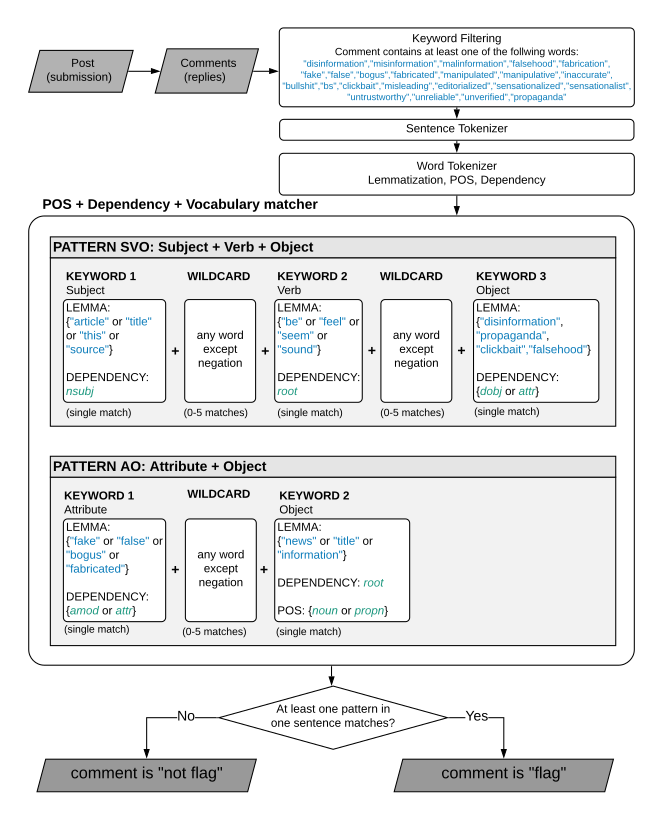 Post
(submission)
Comments
(replies)
Keyword Filtering
Comment contains at least one of the follwing words:
"disinformation","misinformation","malinformation","falsehood","fabrication",
"fake","false","bogus","fabricated","manipulated","manipulative","inaccurate",
"bullshit","bs","clickbait","misleading","editorialized","sensationalized","sensationalist",
"untrustworthy","unreliable","unverified","propaganda"
Sentence Tokenizer
Word Tokenizer
Lemmatization, POS, Dependency
POS + Dependency + Vocabulary matcher
PATTERN SVO: Subject + Verb + Object
KEYWORD 1
Subject
LEMMA:
{"article" or "title"
or "this" or
"source"}
DEPENDENCY:
nsubj
(single match)
+
WILDCARD
any word
except
negation
(0-5 matches)
+
KEYWORD 2
Verb
LEMMA:
{"be" or "feel" or
"seem" or
"sound"}
DEPENDENCY:
root
(single match)
+
WILDCARD
any word
except
negation
(0-5 matches)
+
KEYWORD 3
Object
LEMMA:
{"disinformation",
"propaganda",
"clickbait","falsehood"}
DEPENDENCY:
{dobj or attr}
(single match)
PATTERN AO: Attribute + Object
KEYWORD 1
Attribute
LEMMA:
{"fake" or "false" or
"bogus" or
"fabricated"}
DEPENDENCY:
{amod or attr}
(single match)
+
WILDCARD
any word
except
negation
(0-5 matches)
+
KEYWORD 2
Object
LEMMA:
{"news" or "title" or
"information"}
DEPENDENCY: root
POS: {noun or propn}
(single match)
At least one pattern in
one sentence matches?
No
Yes
comment is "not flag"
comment is "flag"